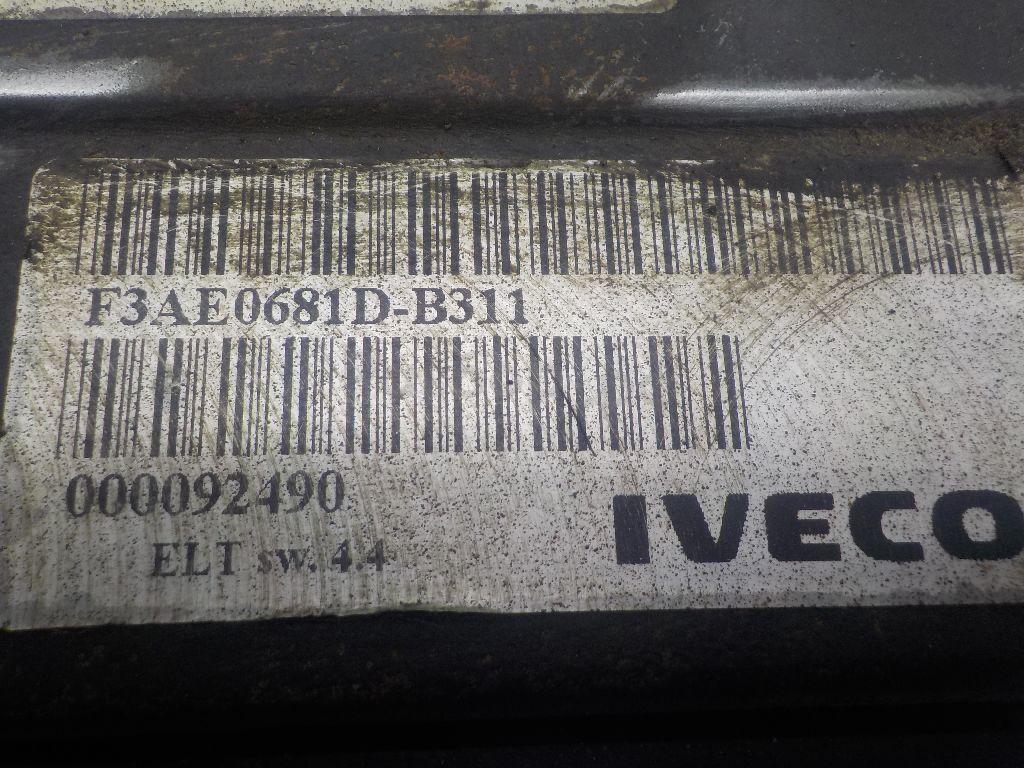 F3AE0681D-B311
000092490
ELT sw. 4.4
IVECO